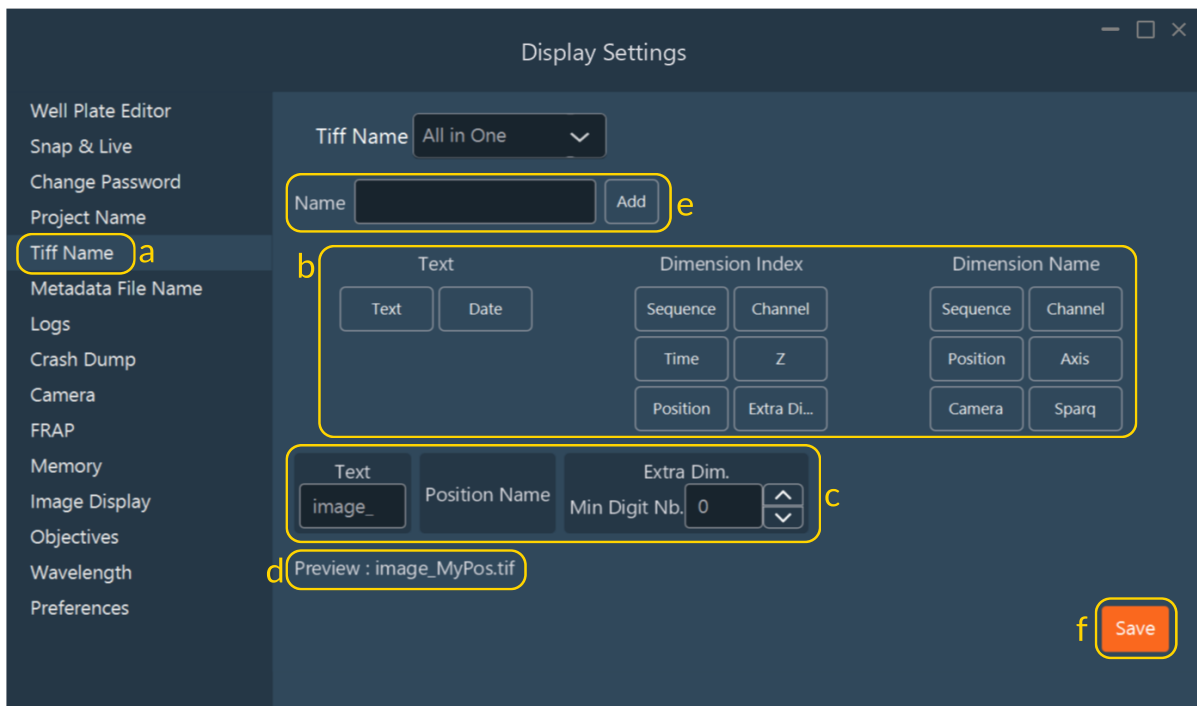 Display Settings
Well Plate Editor
Snap & Live
Change Password
Project Name
Tiff Name a
Metadata File Name
Logs
Crash Dump
Camera
FRAP
Memory
Image Display
Objectives
Wavelength
Preferences
Tiff Name All in One
Name Add e
b Text Dimension Index Dimension Name
Text Date Sequence Channel Sequence Channel
Time Z Position Axis
Position Extra Di... Camera Sparq
Text Extra Dim.
image_ Position Name Min Digit Nb. 0 c
d Preview : image_MyPos.tif
f Save